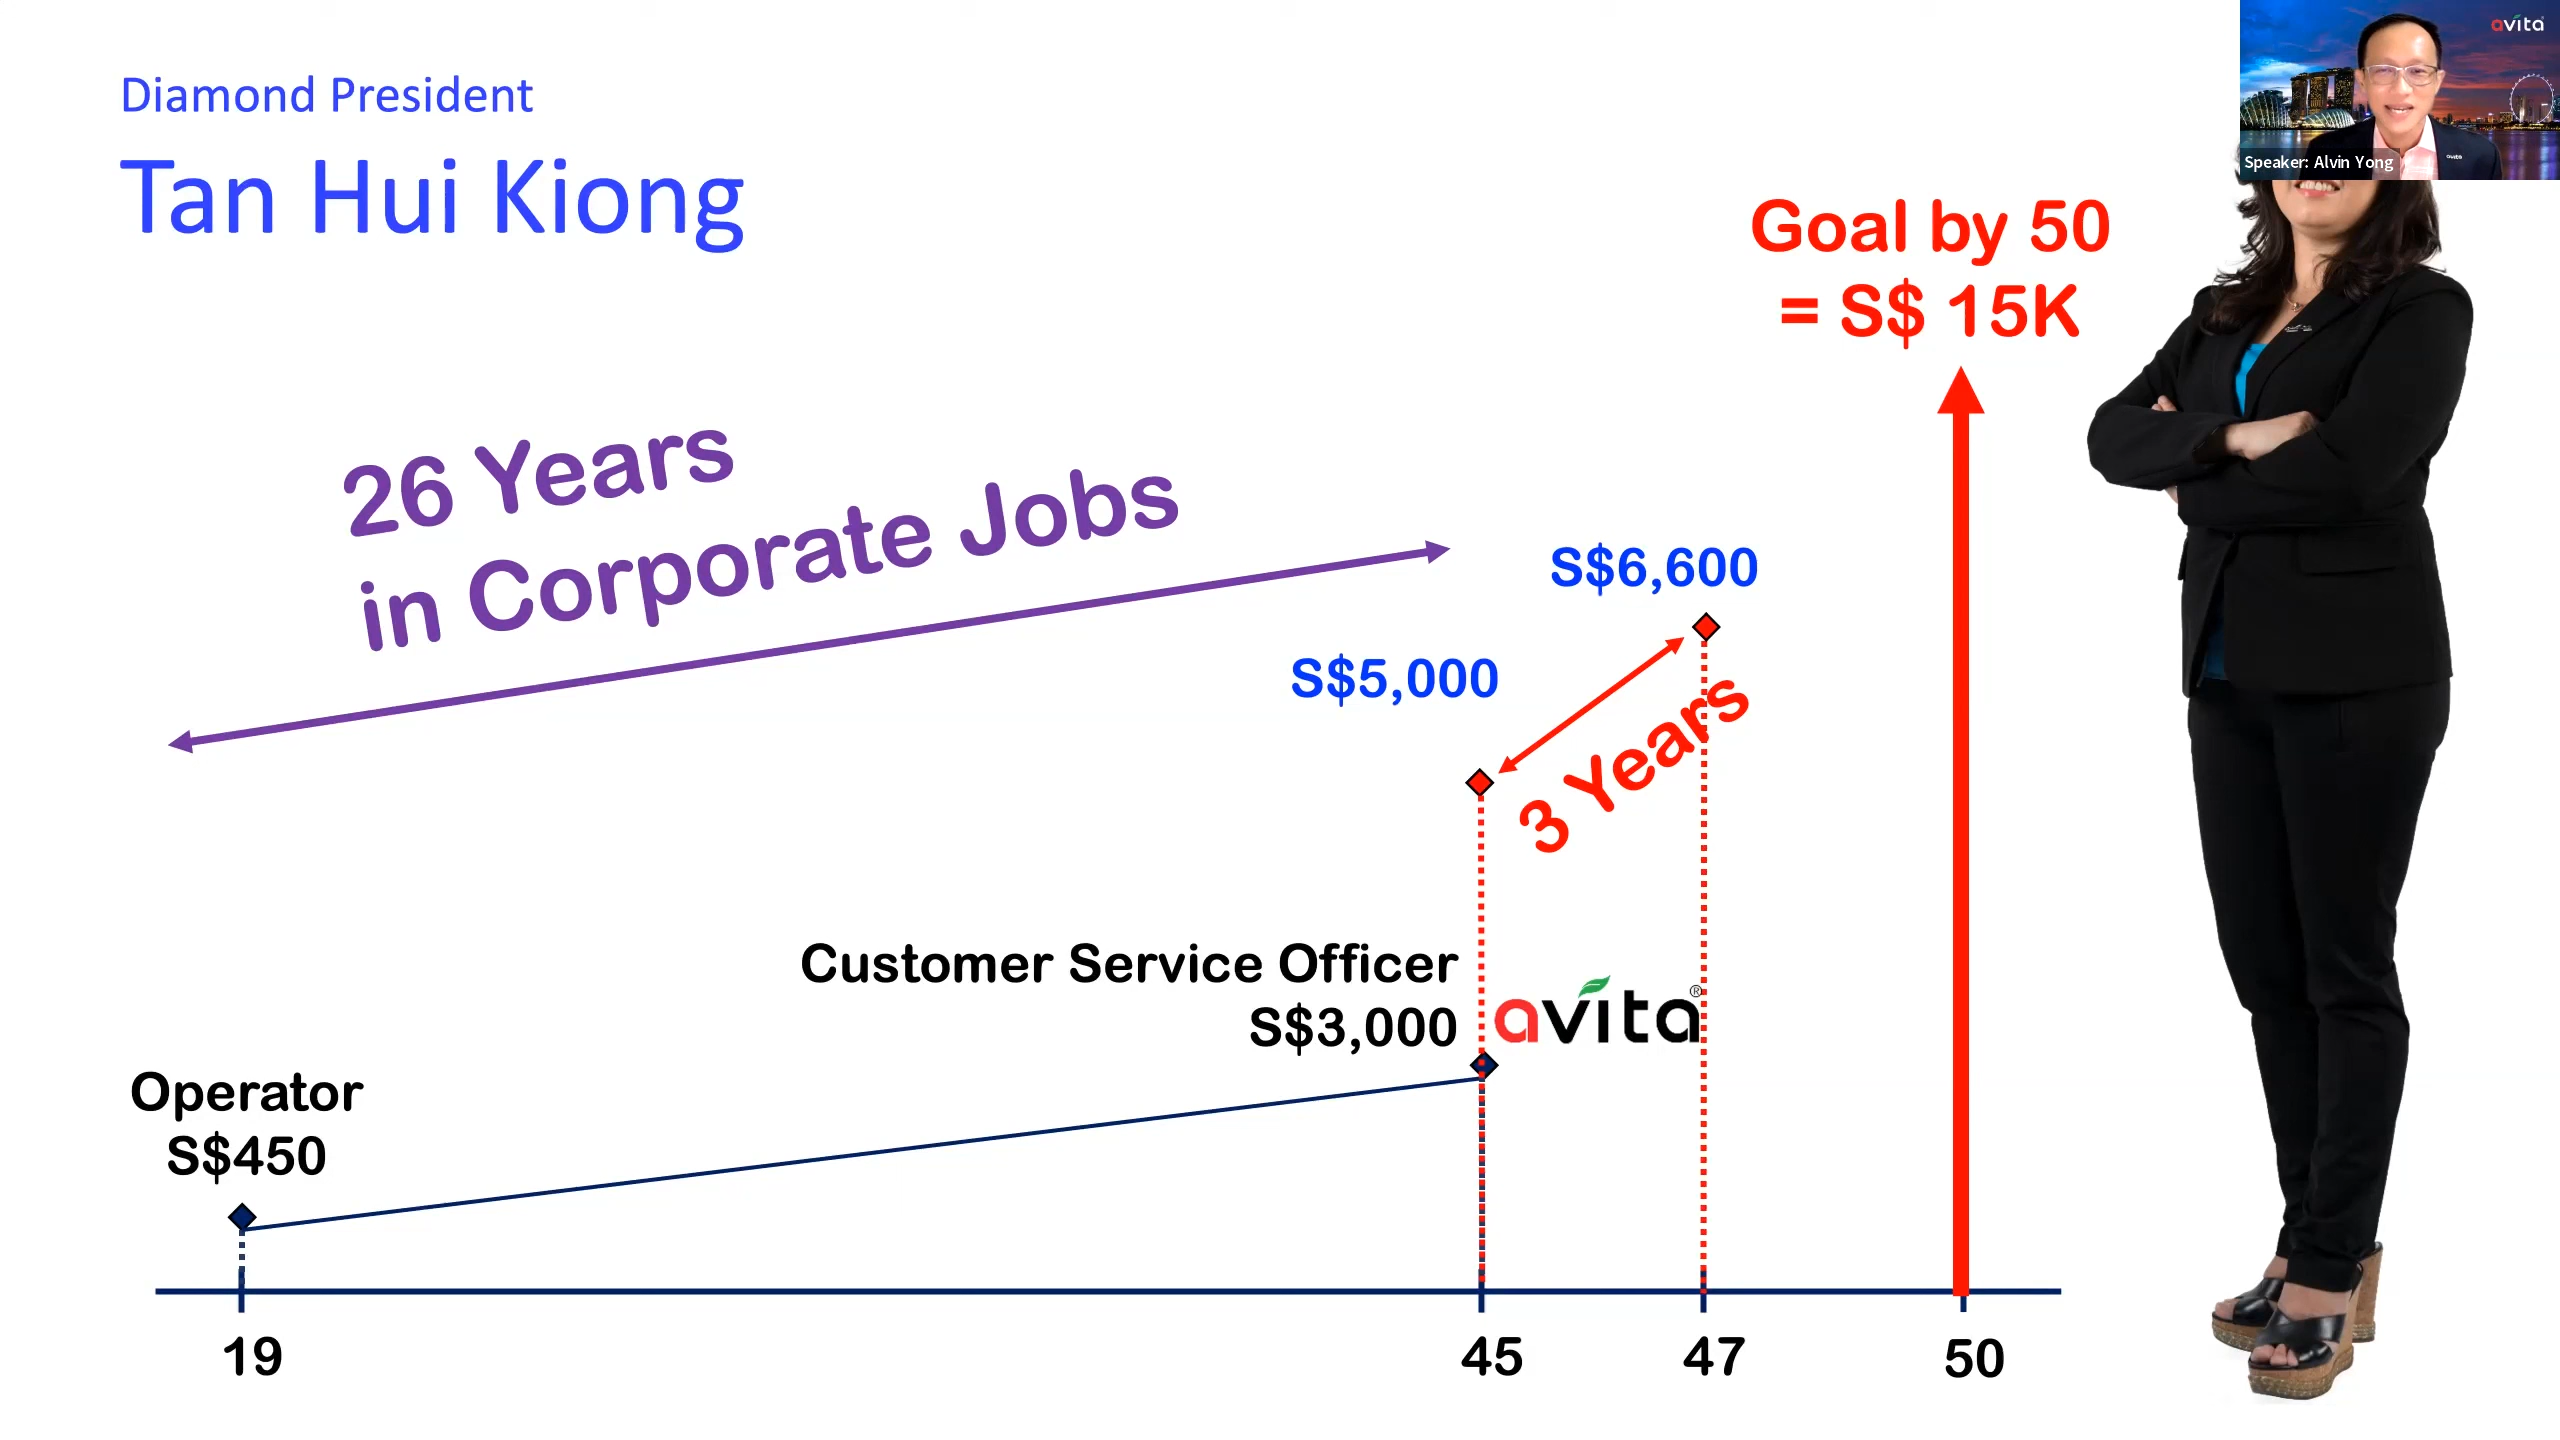 Diamond President
Tan Hui Kiong
avita
Speaker: Alvin Yong
Goal by 50
= S$ 15K
26 Years
in Corporate Jobs
S$6,600
S$5,000
3 Years
Customer Service Officer
S$3,000
avita®
Operator
S$450
19
45
47
50